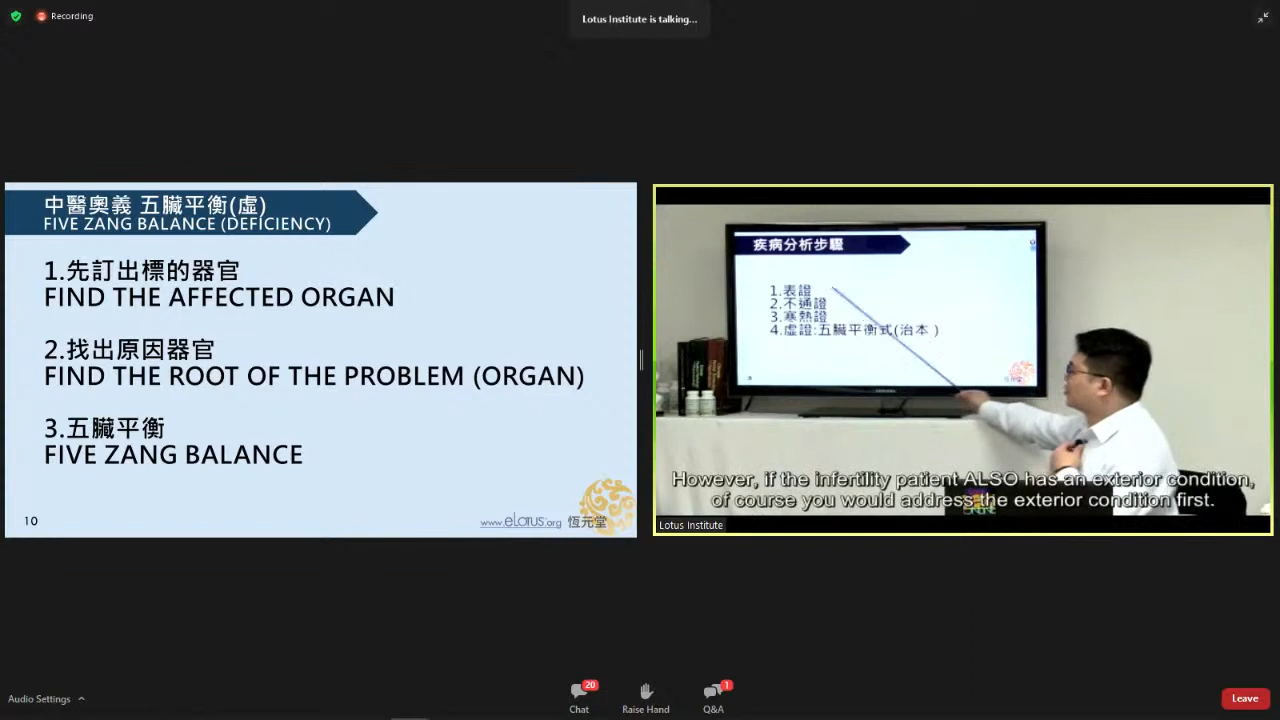 Recording
Lotus Institute is talking...
中醫奧義 五臟平衡(虛)
FIVE ZANG BALANCE (DEFICIENCY)
1.先訂出標的器官
FIND THE AFFECTED ORGAN
2.找出原因器官
FIND THE ROOT OF THE PROBLEM (ORGAN)
3.五臟平衡
FIVE ZANG BALANCE
10
www.eLotus.org 恆元堂
疾病分析步驟
1.表證
2.不通證
3.寒熱證
4.虛證:五臟平衡式(治本)
恆元堂
However, if the infertility patient ALSO has an exterior condition,
of course you would address the exterior condition first.
Lotus Institute
Audio Settings
20
Chat
Raise Hand
1
Q&A
Leave